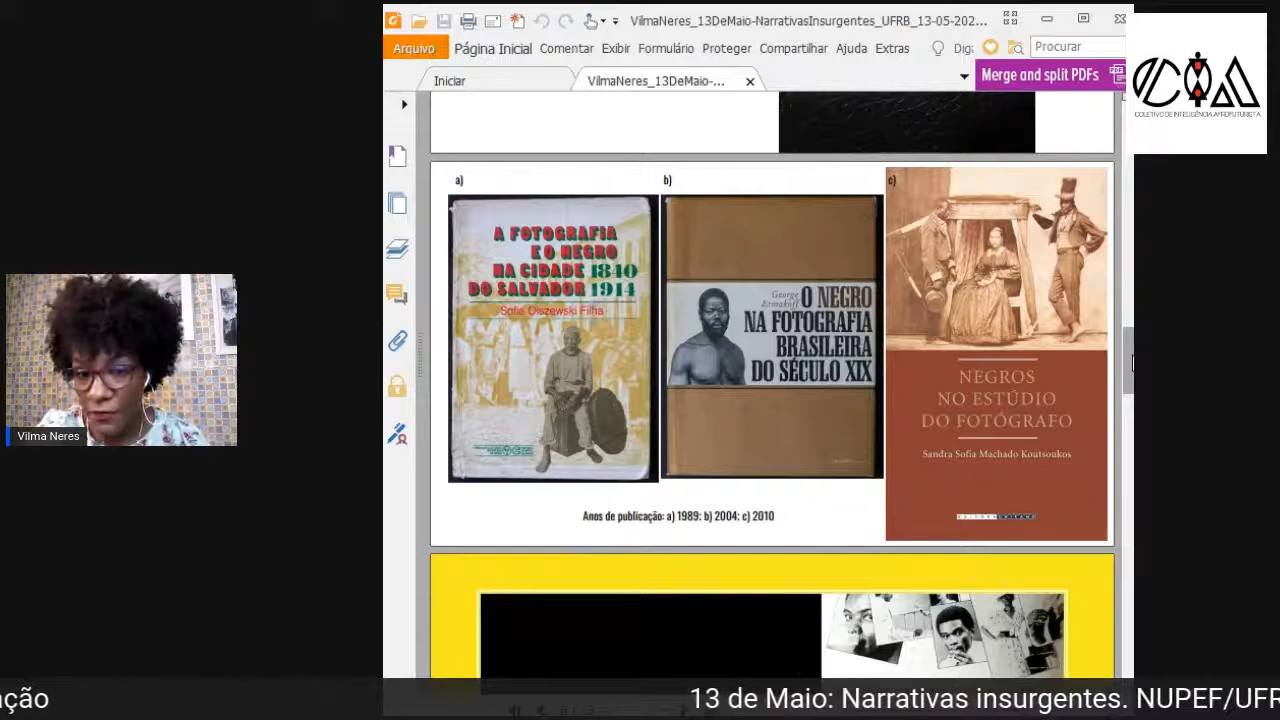 VilmaNeres_13DeMaio-NarrativasInsurgentes_UFRB_13-05-202...
Arquivo Página Inicial Comentar Exibir Formulário Proteger Compartilhar Ajuda Extras Dig: Procurar
Iniciar VilmaNeres_13DeMaio-... Merge and split PDFs
COLETIVO DE INTELIGÊNCIA AFROFUTURISTA
a)
A FOTOGRAFIA
E O NEGRO
NA CIDADE 1840
DO SALVADOR 1914
Sofia Olszewski Filha
b)
George
Ermakoff
O NEGRO
NA FOTOGRAFIA
BRASILEIRA
DO SÉCULO XIX
c)
NEGROS
NO ESTÚDIO
DO FOTÓGRAFO
Sandra Sofia Machado Koutsoukos
Anos de publicação: a) 1989; b) 2004; c) 2010
Vilma Neres
ação 13 de Maio: Narrativas insurgentes. NUPEF/UFR